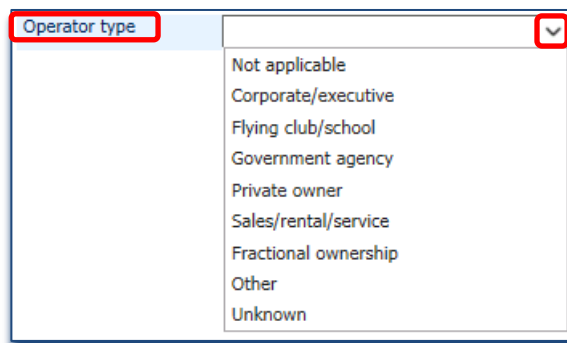 Operator type
Not applicable
Corporate/executive
Flying club/school
Government agency
Private owner
Sales/rental/service
Fractional ownership
Other
Unknown